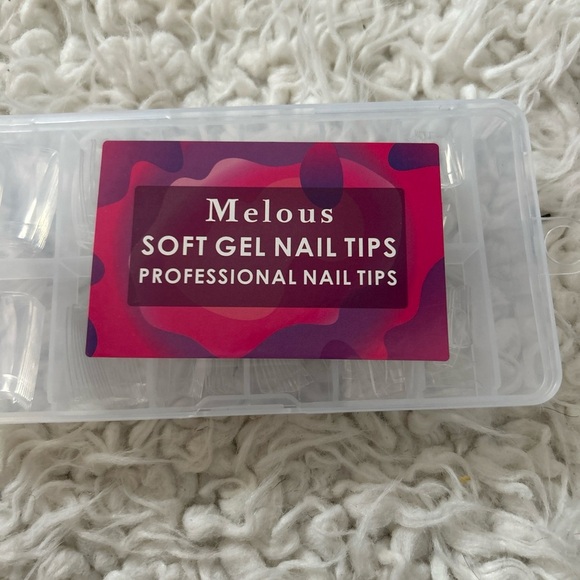 Melous
SOFT GEL NAIL TIPS
PROFESSIONAL NAIL TIPS